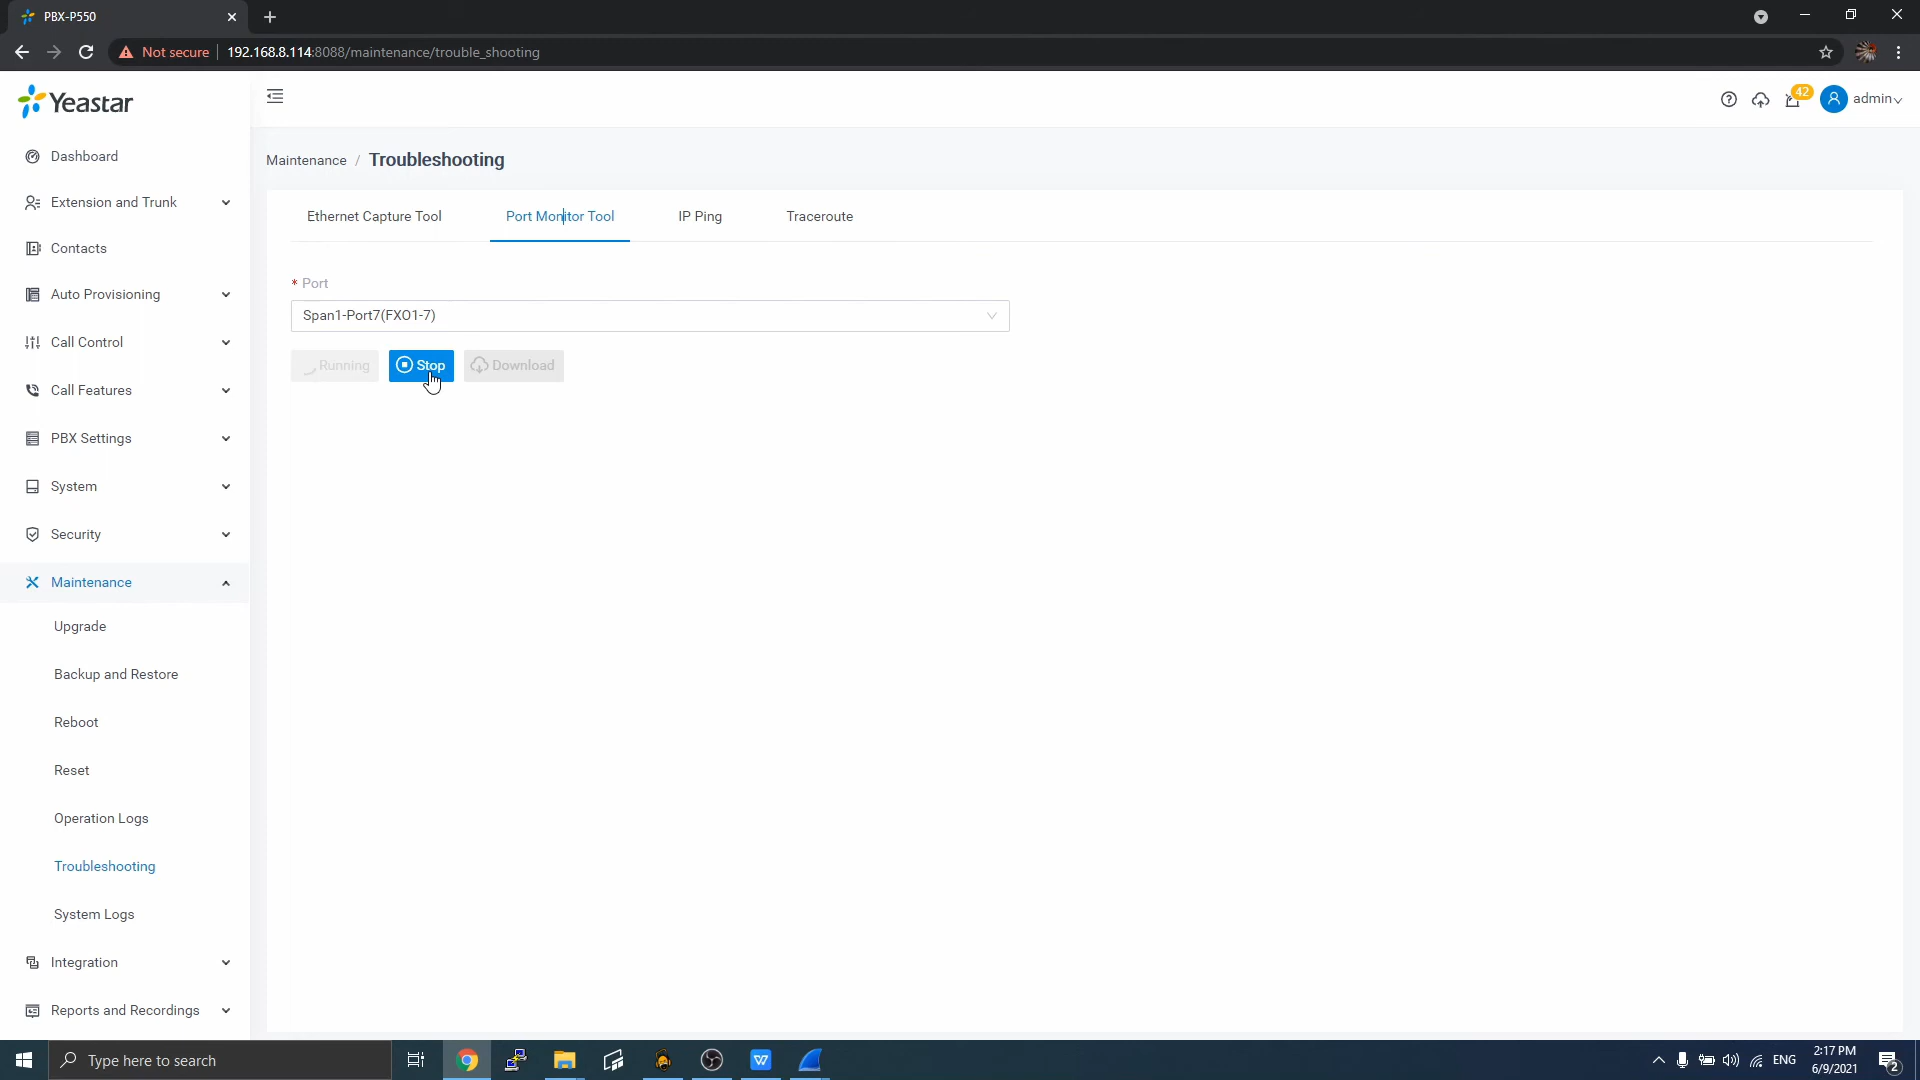 PBX-P550
Not secure
192.168.8.114:8088/maintenance/trouble_shooting
Yeastar
42
admin
Dashboard
Extension and Trunk
Contacts
Auto Provisioning
Call Control
Call Features
PBX Settings
System
Security
Maintenance
Upgrade
Backup and Restore
Reboot
Reset
Operation Logs
Troubleshooting
System Logs
Integration
Reports and Recordings
Maintenance / Troubleshooting
Ethernet Capture Tool
Port Monitor Tool
IP Ping
Traceroute
* Port
Span1-Port7(FXO1-7)
Running
Stop
Download
Type here to search
W
ENG
2:17 PM
6/9/2021
2